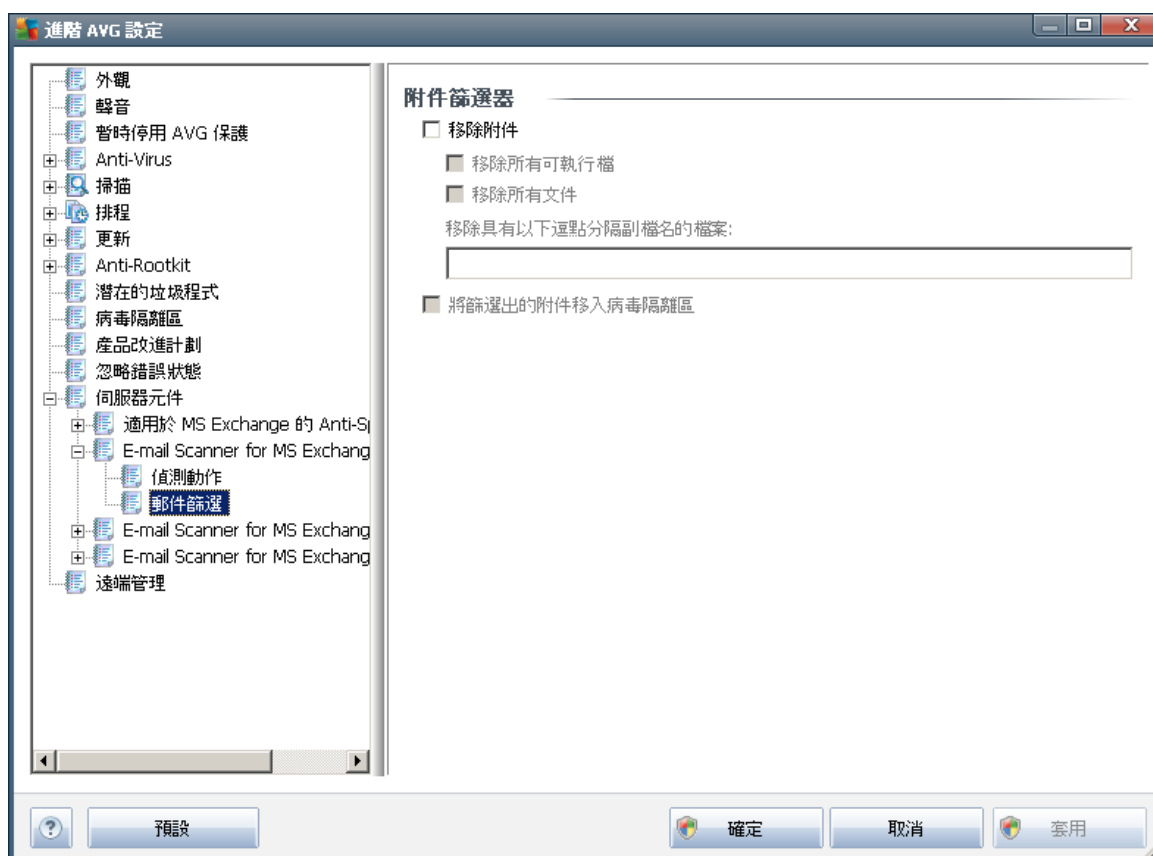 進階 AVG 設定
外觀
聲音
暫時停用 AVG 保護
Anti-Virus
掃描
排程
更新
Anti-Rootkit
潛在的垃圾程式
病毒隔離區
產品改進計劃
忽略錯誤狀態
伺服器元件
適用於 MS Exchange 的 Anti-Sp
E-mail Scanner for MS Exchang
偵測動作
郵件篩選
E-mail Scanner for MS Exchang
E-mail Scanner for MS Exchang
遠端管理
附件篩選器
移除附件
移除所有可執行檔
移除所有文件
移除具有以下逗點分隔副檔名的檔案:
將篩選出的附件移入病毒隔離區
?
預設
確定
取消
套用